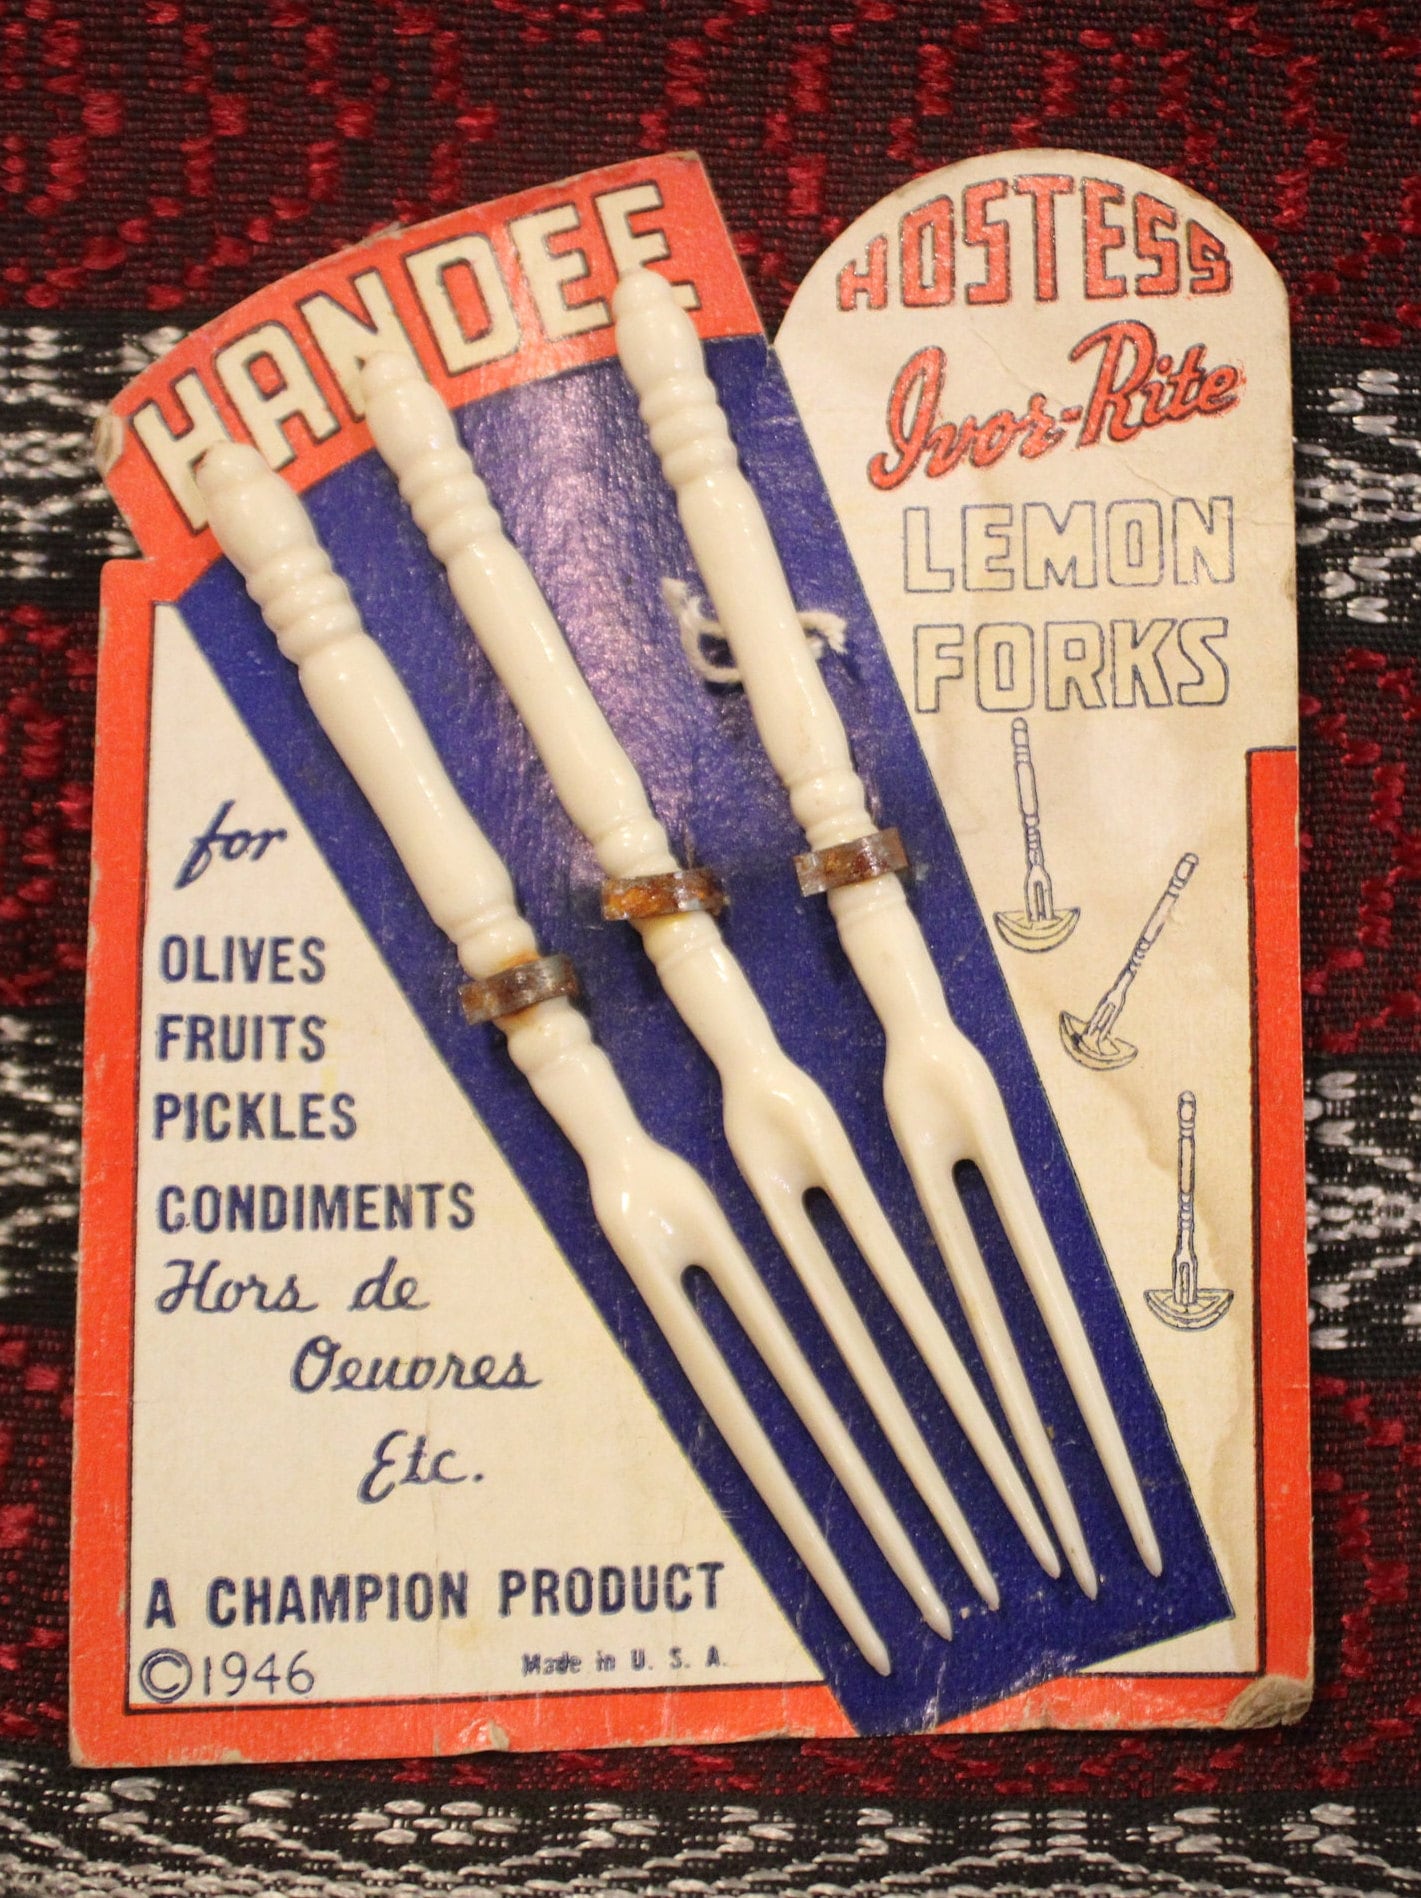 HANDEE
HOSTESS
Ivor-Rite
LEMON
FORKS
for
OLIVES
FRUITS
PICKLES
CONDIMENTS
Hors de
Oeuvres
Etc.
A CHAMPION PRODUCT
©1946 Made in U. S. A.